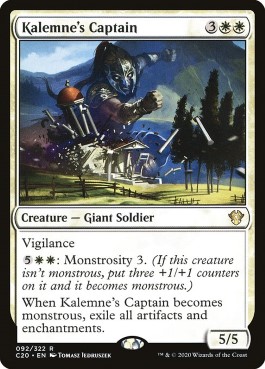 Kalemne's Captain 3
Creature — Giant Soldier
Vigilance
5: Monstrosity 3. (If this creature
isn't monstrous, put three +1/+1 counters
on it and it becomes monstrous.)
When Kalemne's Captain becomes
monstrous, exile all artifacts and
enchantments.
5/5
092/322 R
C20 • EN Tomasz Jedruszek
™ & © 2020 Wizards of the Coast